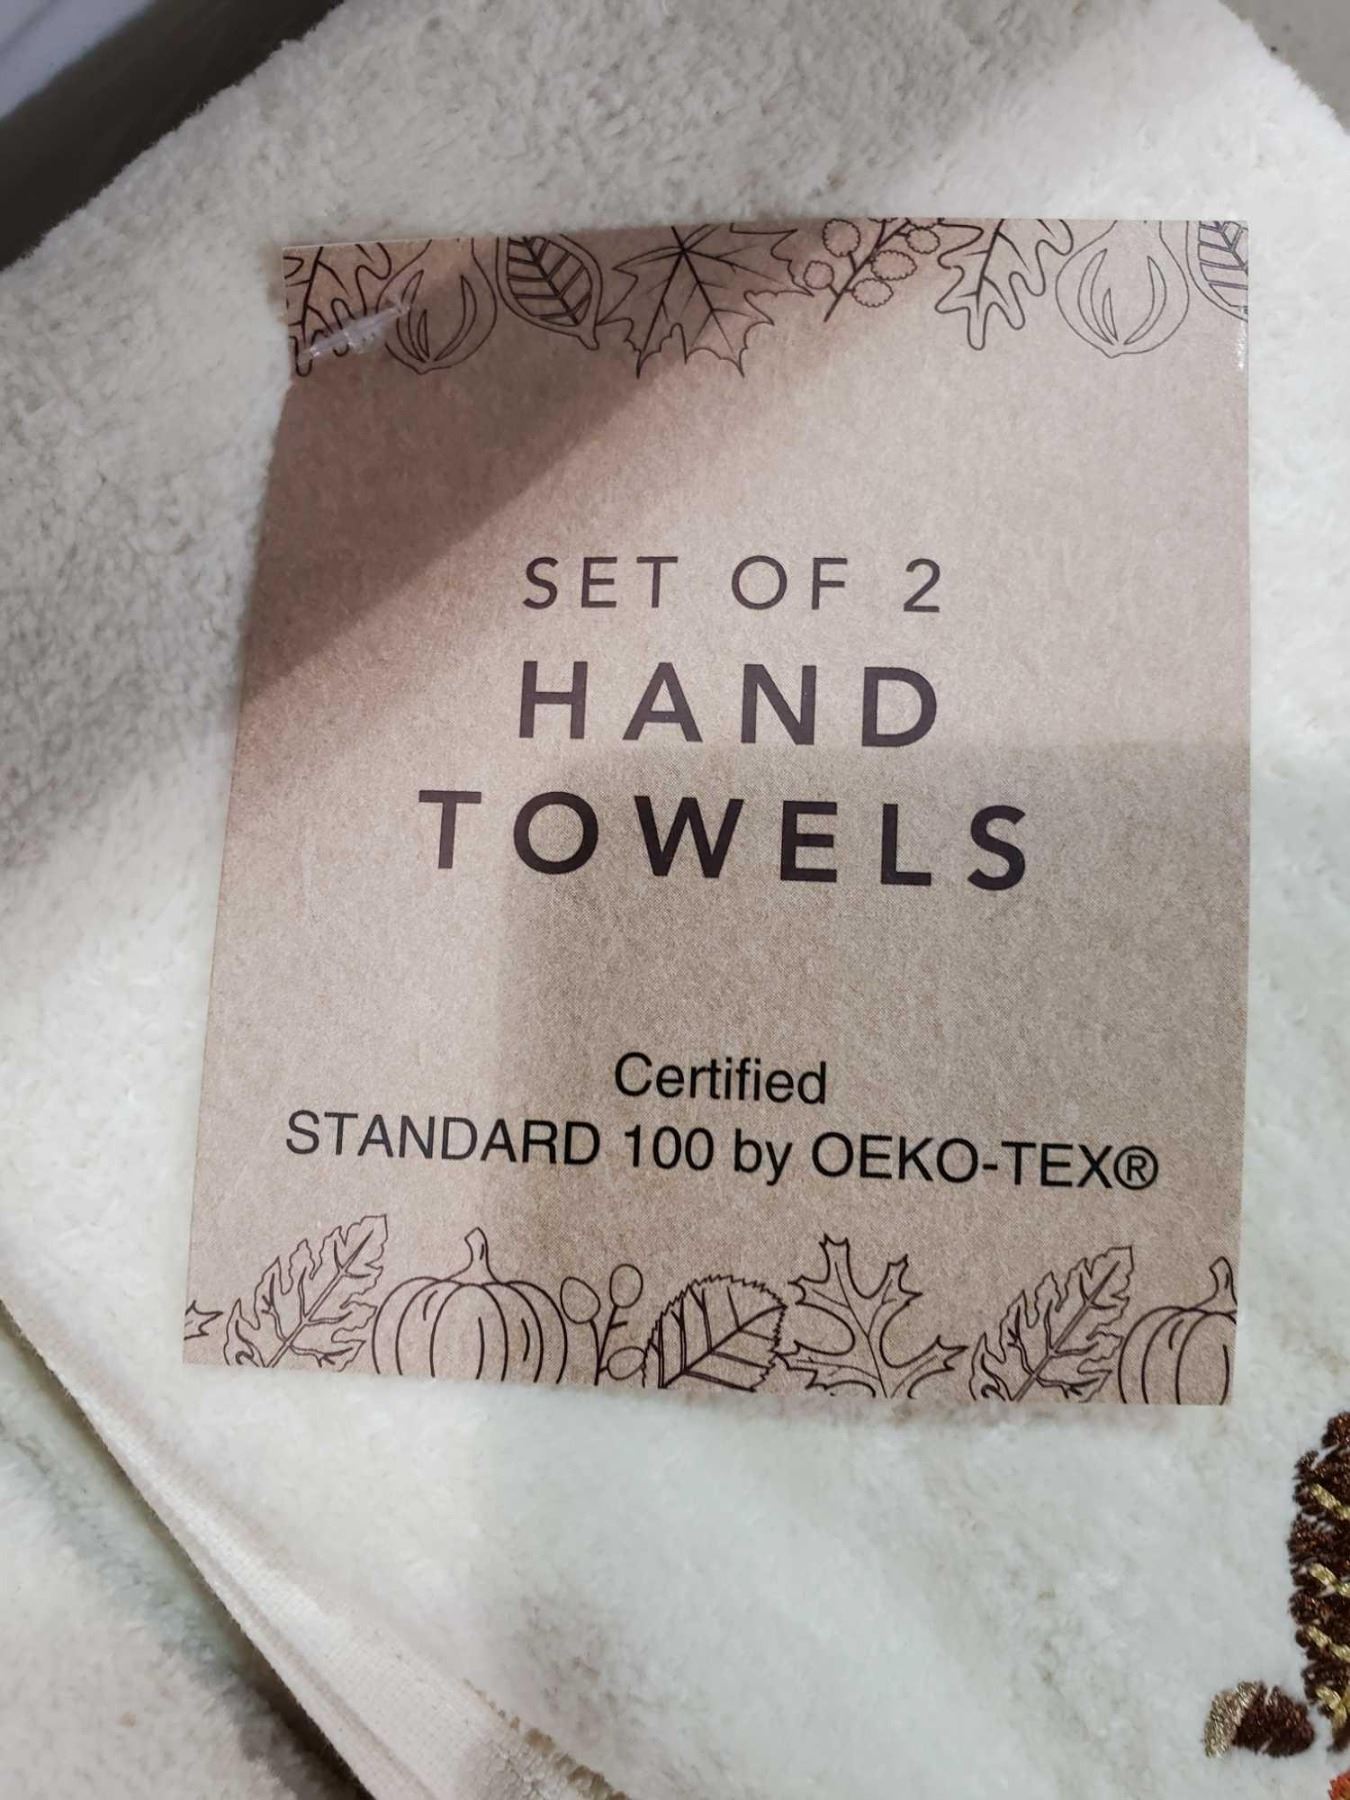 SET OF 2
HAND
TOWELS
Certified
STANDARD 100 by OEKO-TEX®